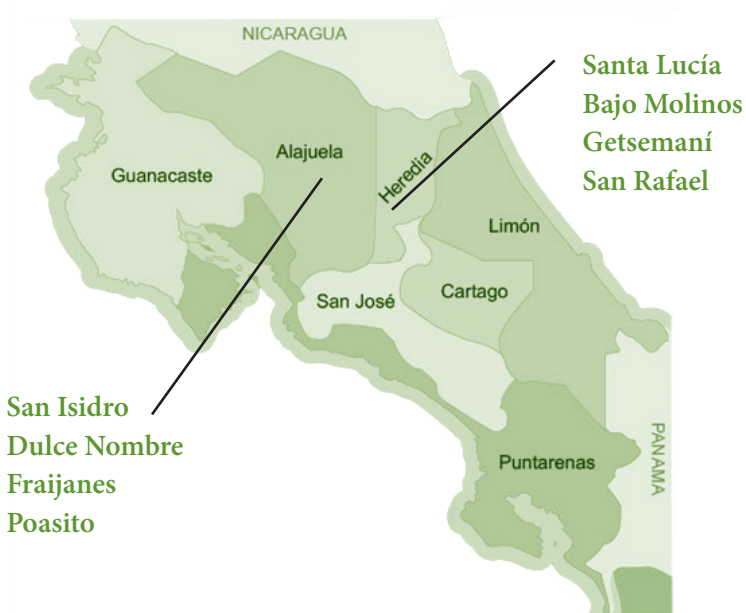 NICARAGUA
Santa Lucía
Bajo Molinos
Getsemaní
San Rafael
Alajuela
Guanacaste
Heredia
Limón
San José
Cartago
San Isidro
Dulce Nombre
Fraijanes
Poasito
Puntarenas
PANAMA